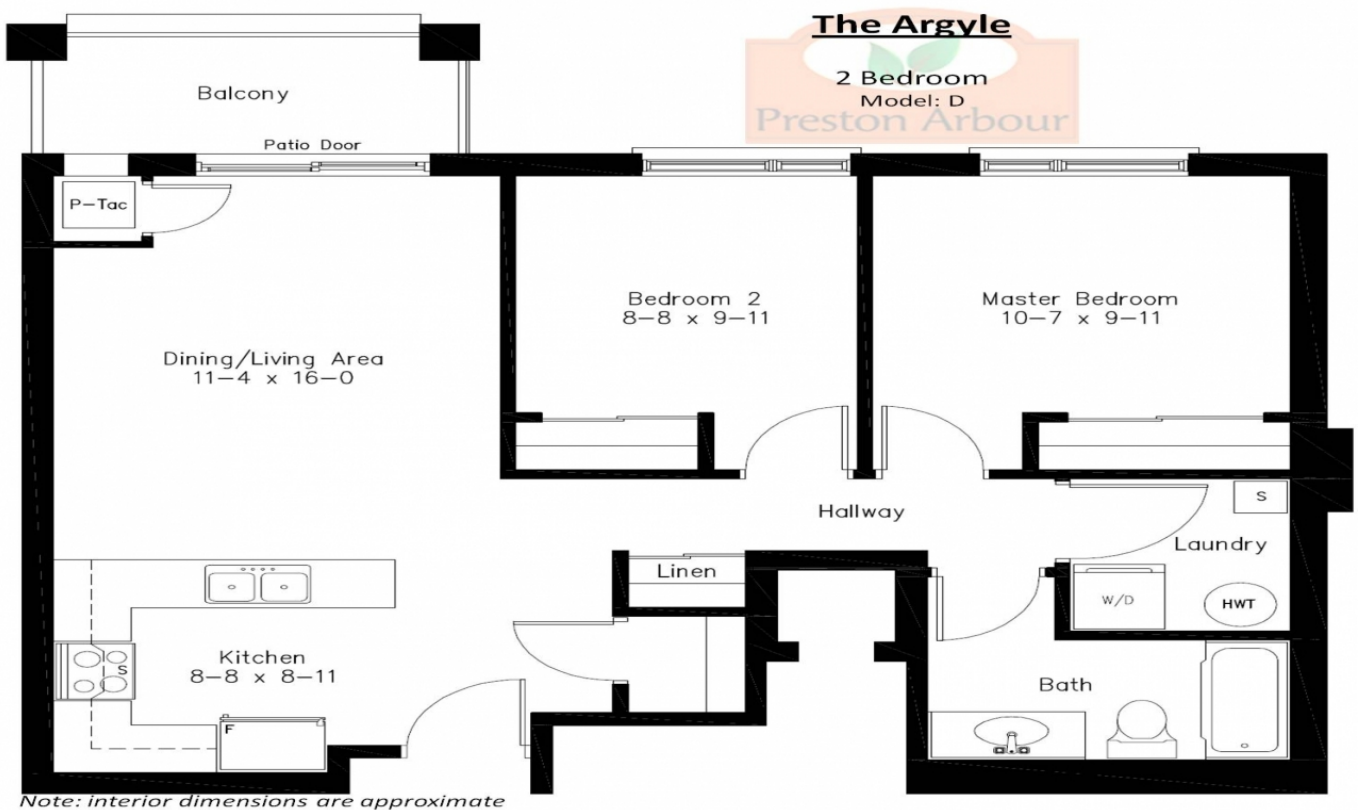 The Argyle
2 Bedroom
Model: D
Preston Arbour
Balcony
Patio Door
P-Tac
Bedroom 2
8-8 x 9-11
Master Bedroom
10-7 x 9-11
Dining/Living Area
11-4 x 16-0
Hallway
S
Laundry
Linen
W/D
HWT
Kitchen
8-8 x 8-11
S
Bath
F
Note: interior dimensions are approximate